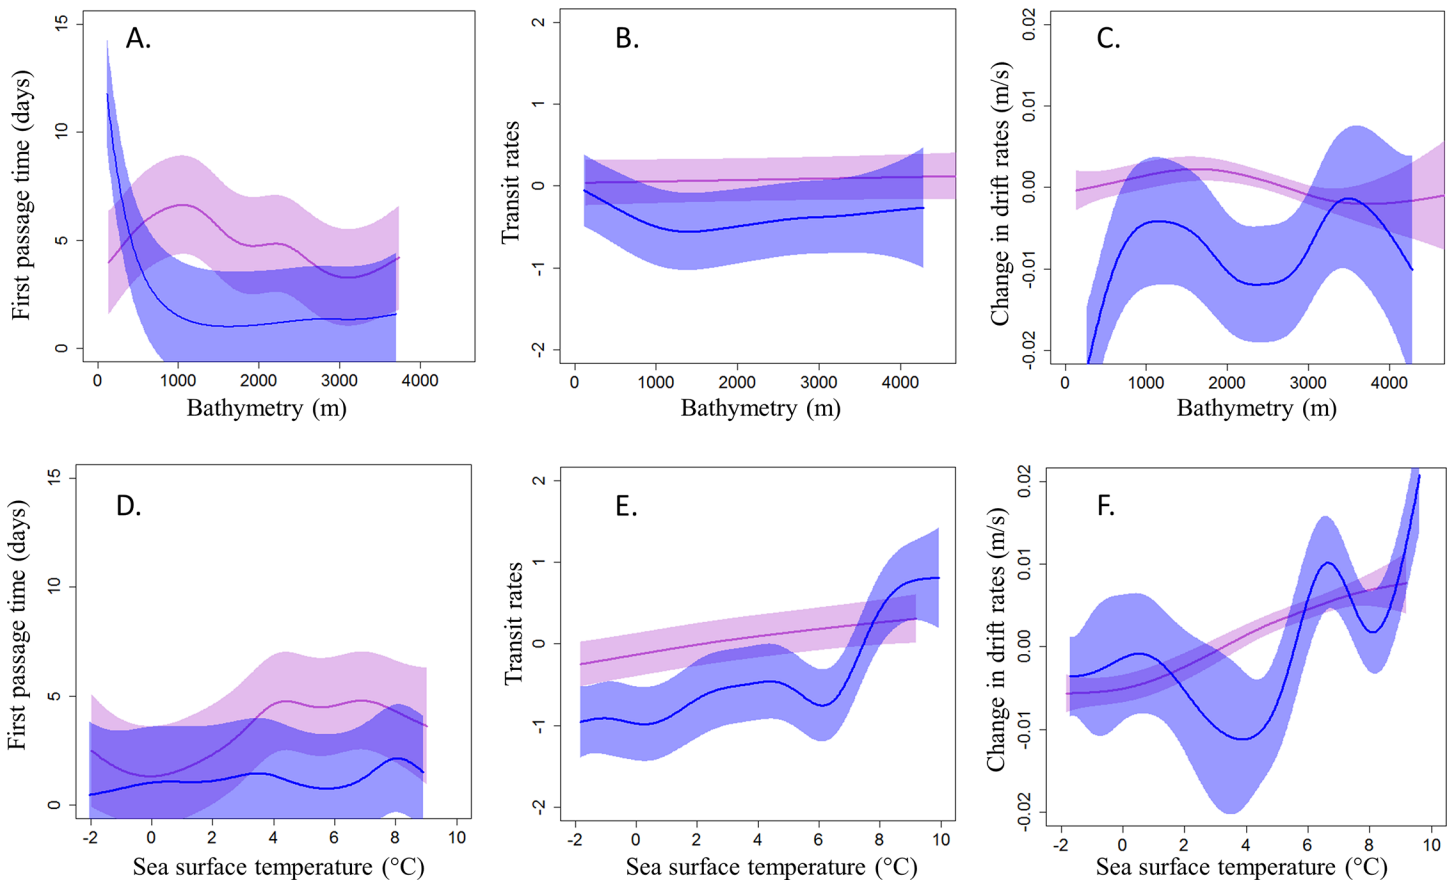 A.
First passage time (days)
15
10
5
0
0 1000 2000 3000 4000
Bathymetry (m)
B.
Transit rates
2
1
0
-1
-2
0 1000 2000 3000 4000
Bathymetry (m)
C.
Change in drift rates (m/s)
0.02
0.01
0.00
-0.01
-0.02
0 1000 2000 3000 4000
Bathymetry (m)
D.
First passage time (days)
15
10
5
0
-2 0 2 4 6 8 10
Sea surface temperature (°C)
E.
Transit rates
2
1
0
-1
-2
-2 0 2 4 6 8 10
Sea surface temperature (°C)
F.
Change in drift rates (m/s)
0.02
0.01
0.00
-0.01
-0.02
-2 0 2 4 6 8 10
Sea surface temperature (°C)